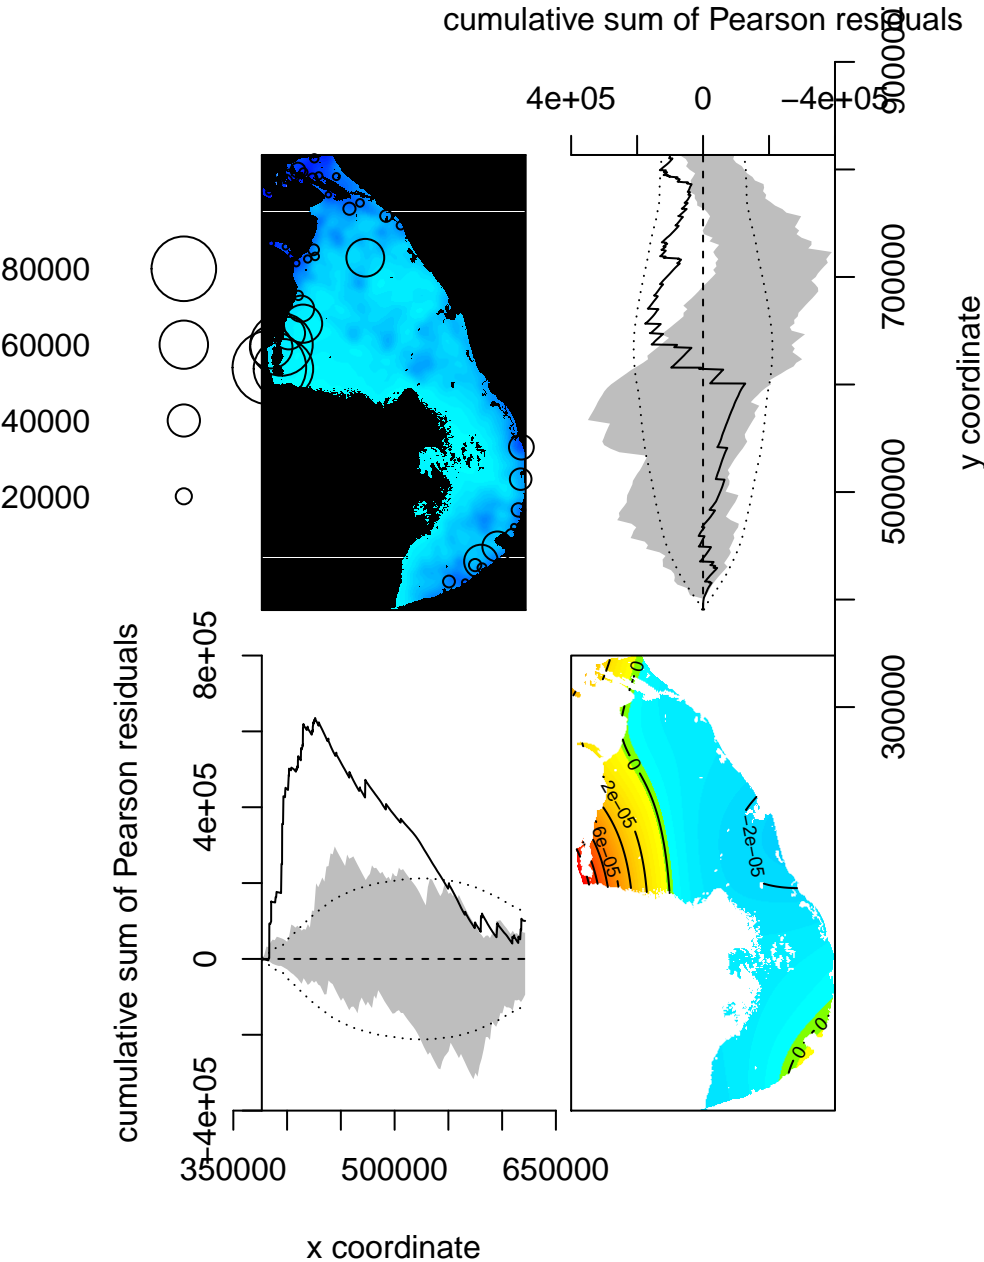 cumulative sum of Pearson residuals
4e+05 0 −4e+05
900000
700000
500000
300000
y coordinate
80000
60000
40000
20000
cumulative sum of Pearson residuals
8e+05
4e+05
0
−4e+05
350000 500000 650000
x coordinate
0
0
2e−05
6e−05
−2e−05
0
0